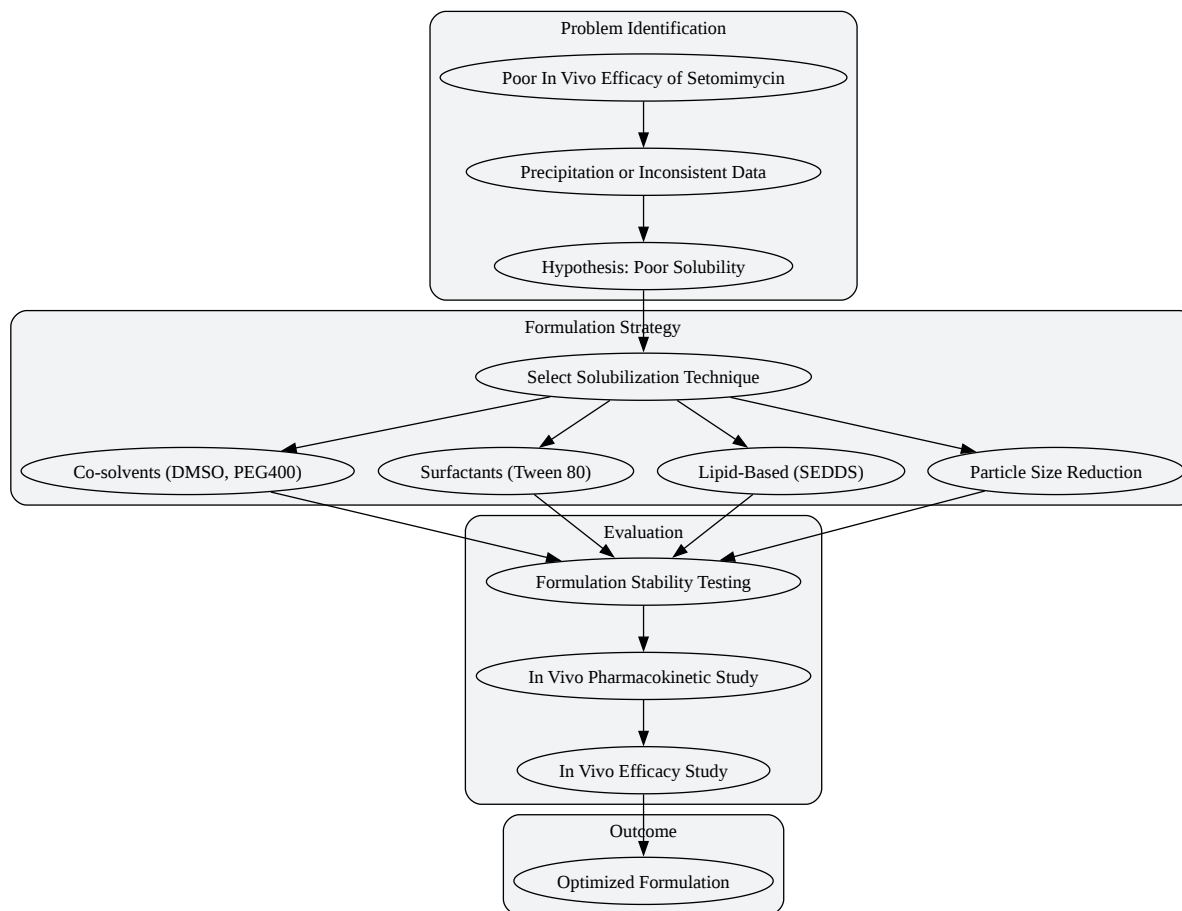 Problem Identification
Poor In Vivo Efficacy of Setomimycin
Precipitation or Inconsistent Data
Hypothesis: Poor Solubility
Formulation Strategy
Select Solubilization Technique
Co-solvents (DMSO, PEG400)
Surfactants (Tween 80)
Lipid-Based (SEDDS)
Particle Size Reduction
Evaluation
Formulation Stability Testing
In Vivo Pharmacokinetic Study
In Vivo Efficacy Study
Outcome
Optimized Formulation